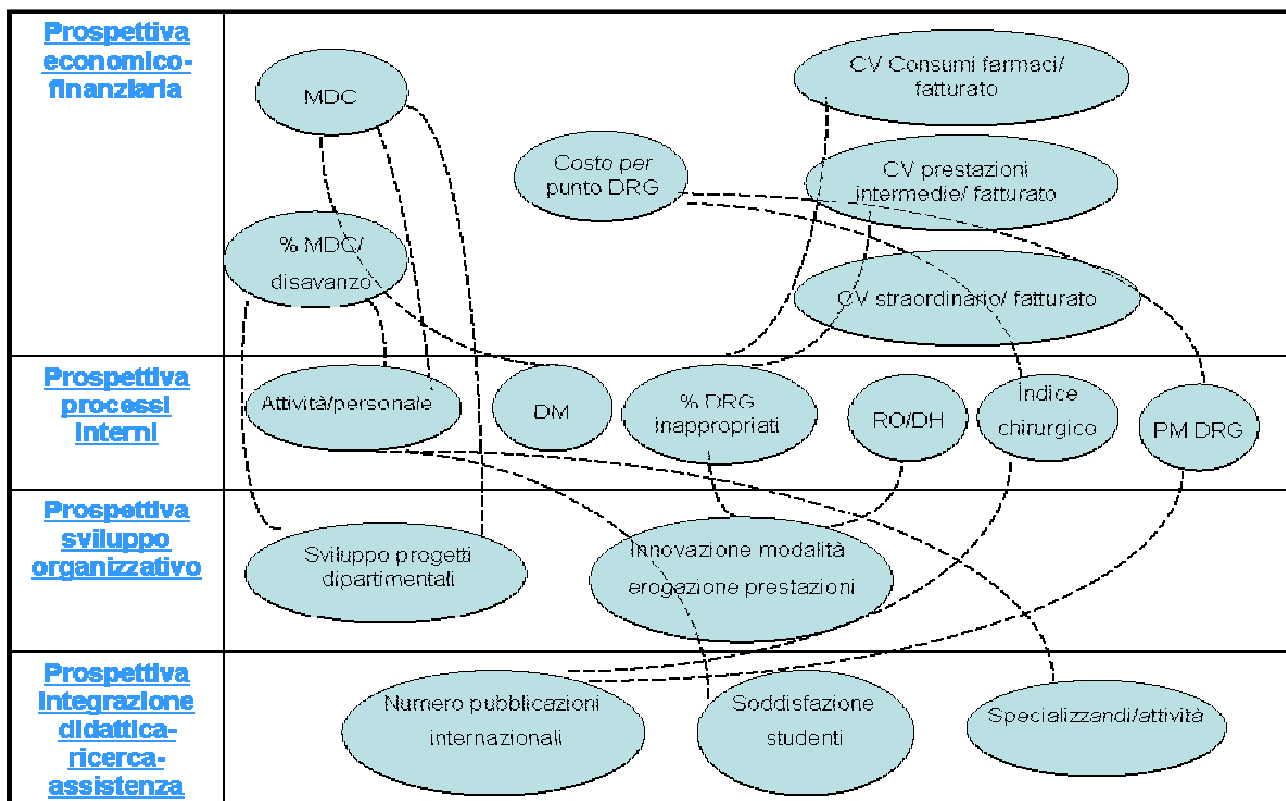 Prospettiva
economico-
finanziaria
MDC
CV Consumi farmaci/
fatturato
Costo per
punto DRG
CV prestazioni
intermedie/ fatturato
% MDC/
disavanzo
CV straordinario/ fatturato
Prospettiva
processi
interni
Attività/personale
DM
% DRG
inappropriati
RO/DH
Indice
chirurgico
PM DRG
Prospettiva
sviluppo
organizzativo
Sviluppo progetti
dipartimentali
Innovazione modalità
erogazione prestazioni
Prospettiva
integrazione
didattica-
ricerca-
assistenza
Numero pubblicazioni
internazionali
Soddisfazione
studenti
Specializzandi/attività